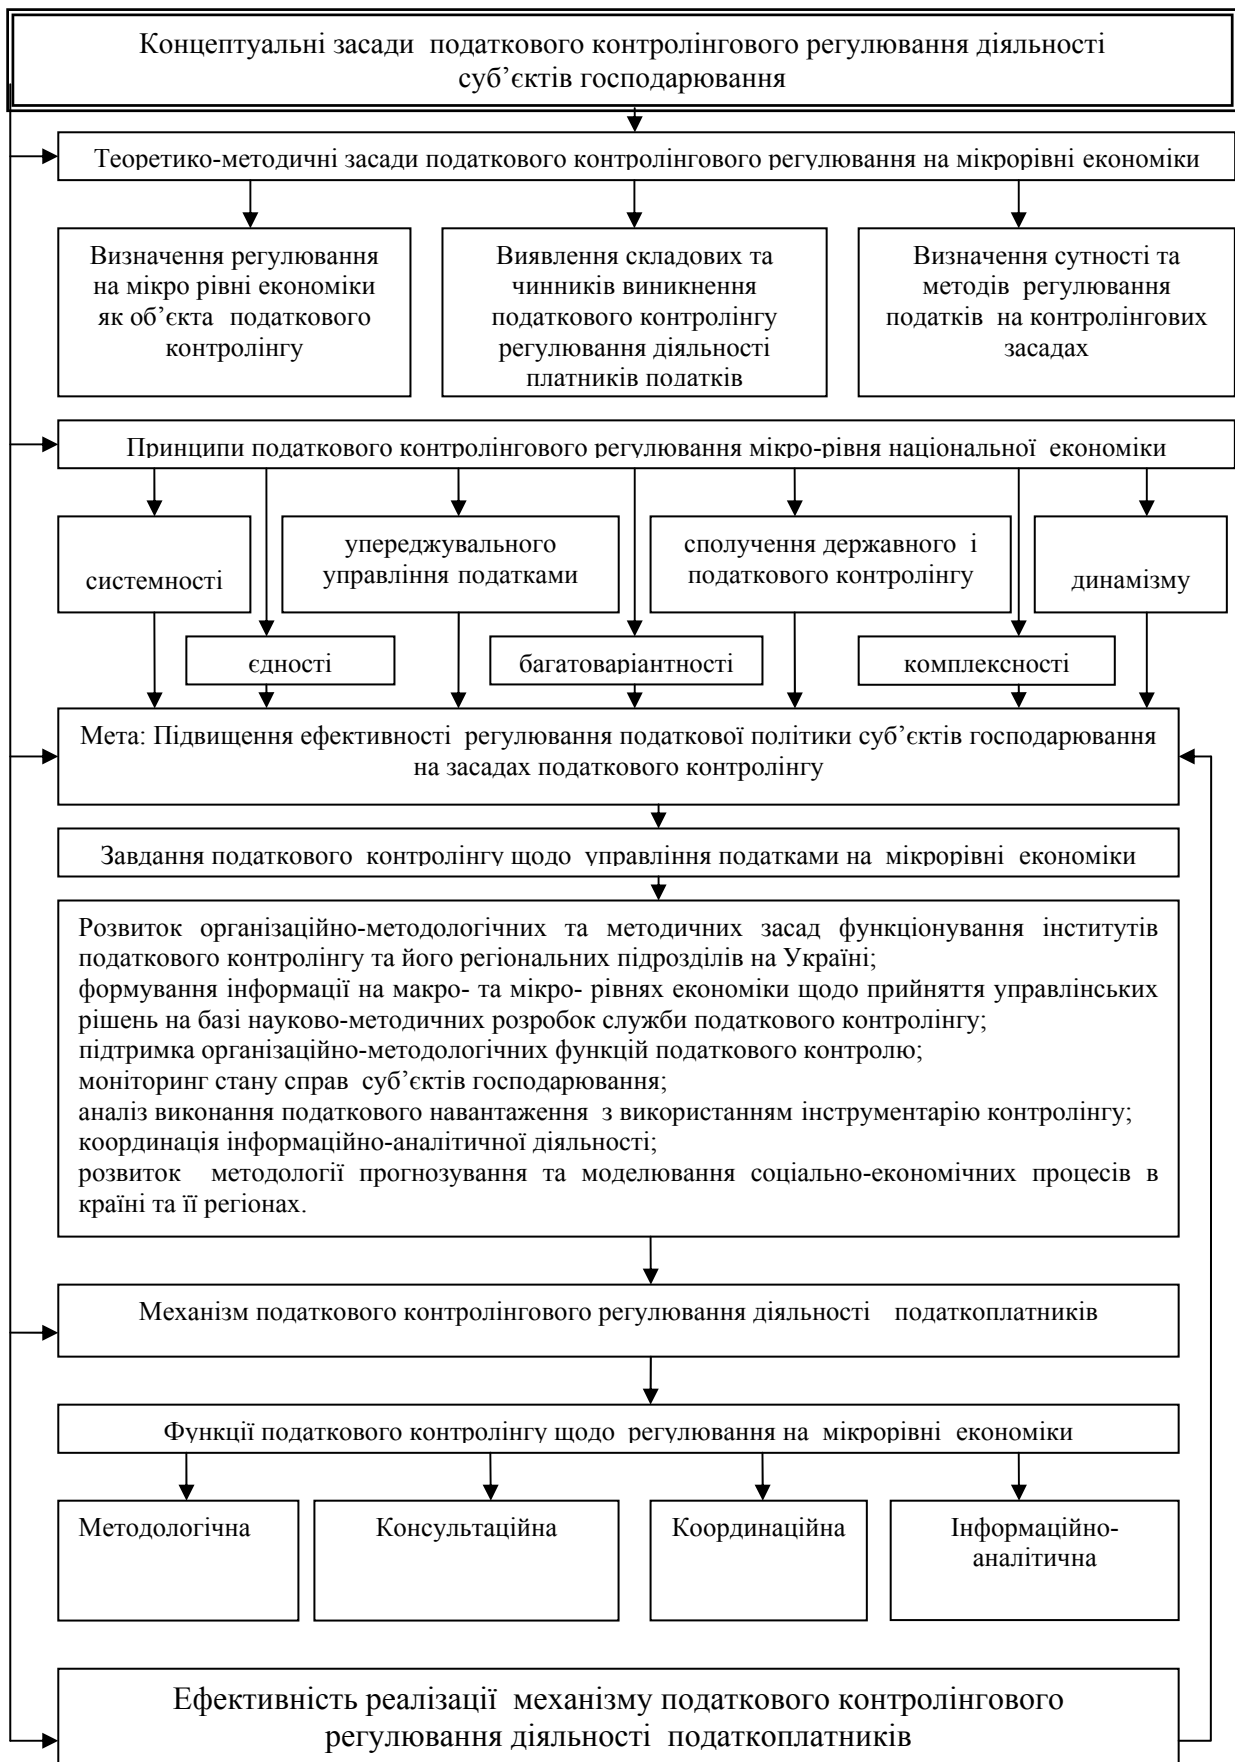 Концептуальні засади податкового контролінгового регулювання діяльності
суб’єктів господарювання
Теоретико-методичні засади податкового контролінгового регулювання на мікрорівні економіки
Визначення регулювання
на мікро рівні економіки
як об’єкта податкового
контролінгу
Виявлення складових та
чинників виникнення
податкового контролінгу
регулювання діяльності
платників податків
Визначення сутності та
методів регулювання
податків на контролінгових
засадах
Принципи податкового контролінгового регулювання мікро-рівня національної економіки
системності
упереджувального
управління податками
сполучення державного і
податкового контролінгу
динамізму
єдності
багатоваріантності
комплексності
Мета: Підвищення ефективності регулювання податкової політики суб’єктів господарювання
на засадах податкового контролінгу
Завдання податкового контролінгу щодо управління податками на мікрорівні економіки
Розвиток організаційно-методологічних та методичних засад функціонування інститутів
податкового контролінгу та його регіональних підрозділів на Україні;
формування інформації на макро- та мікро- рівнях економіки щодо прийняття управлінських
рішень на базі науково-методичних розробок служби податкового контролінгу;
підтримка організаційно-методологічних функцій податкового контролю;
моніторинг стану справ суб’єктів господарювання;
аналіз виконання податкового навантаження з використанням інструментарію контролінгу;
координація інформаційно-аналітичної діяльності;
розвиток методології прогнозування та моделювання соціально-економічних процесів в
країні та її регіонах.
Механізм податкового контролінгового регулювання діяльності податкоплатників
Функції податкового контролінгу щодо регулювання на мікрорівні економіки
Методологічна
Консультаційна
Координаційна
Інформаційно-
аналітична
Ефективність реалізації механізму податкового контролінгового
регулювання діяльності податкоплатників